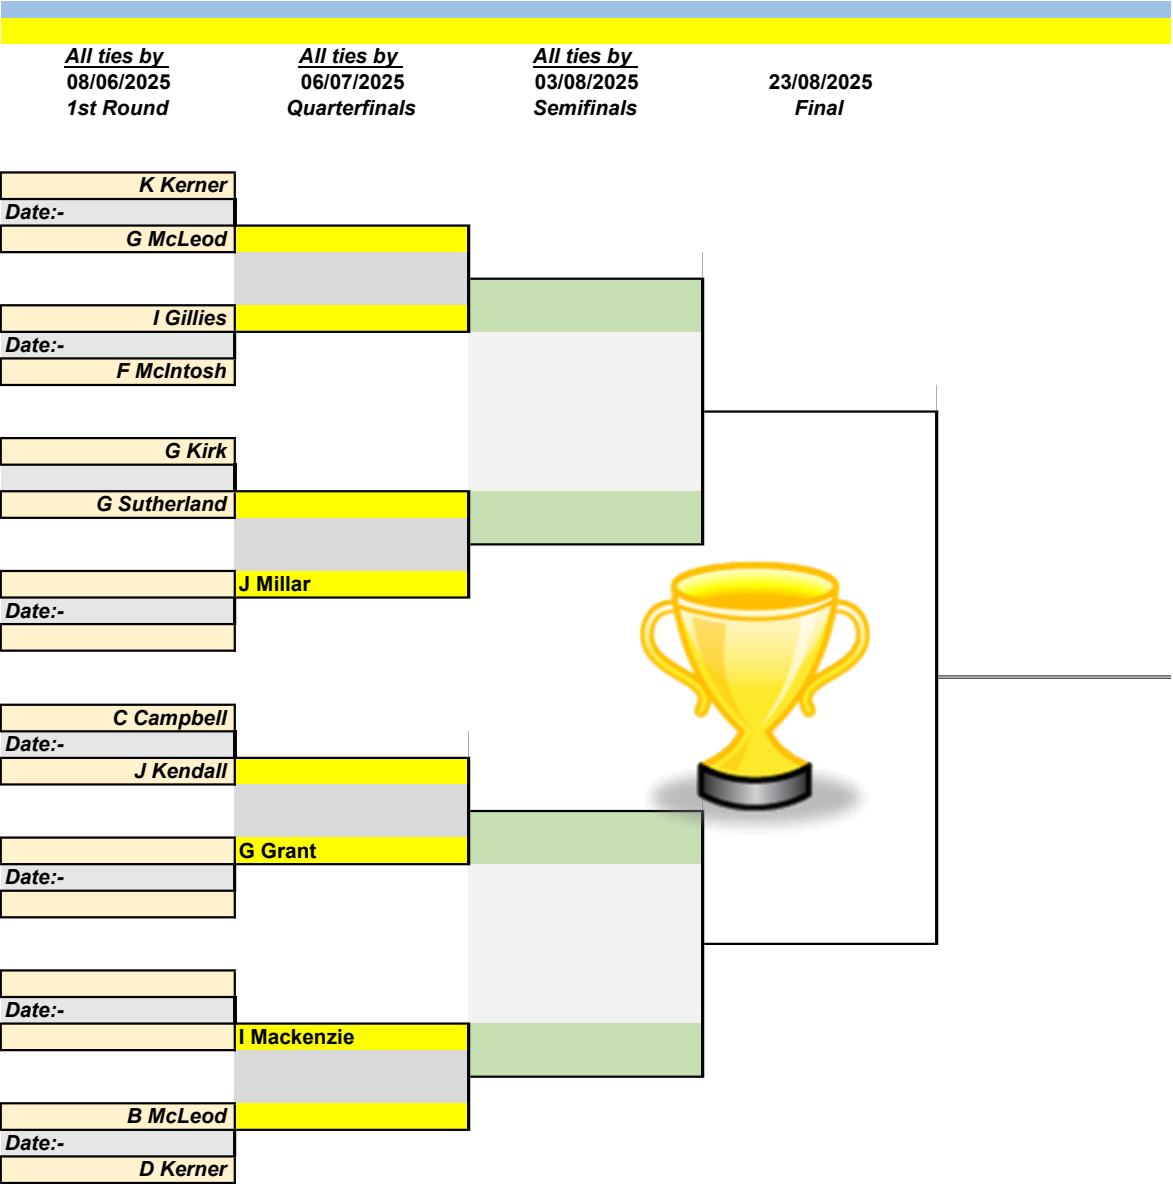 All ties by All ties by All ties by
08/06/2025 06/07/2025 03/08/2025 23/08/2025
1st Round Quarterfinals Semifinals Final
K Kerner
Date:-
G McLeod
I Gillies
Date:-
F McIntosh
G Kirk
G Sutherland
J Millar
Date:-
C Campbell
Date:-
J Kendall
G Grant
Date:-
Date:-
I Mackenzie
B McLeod
Date:-
D Kerner